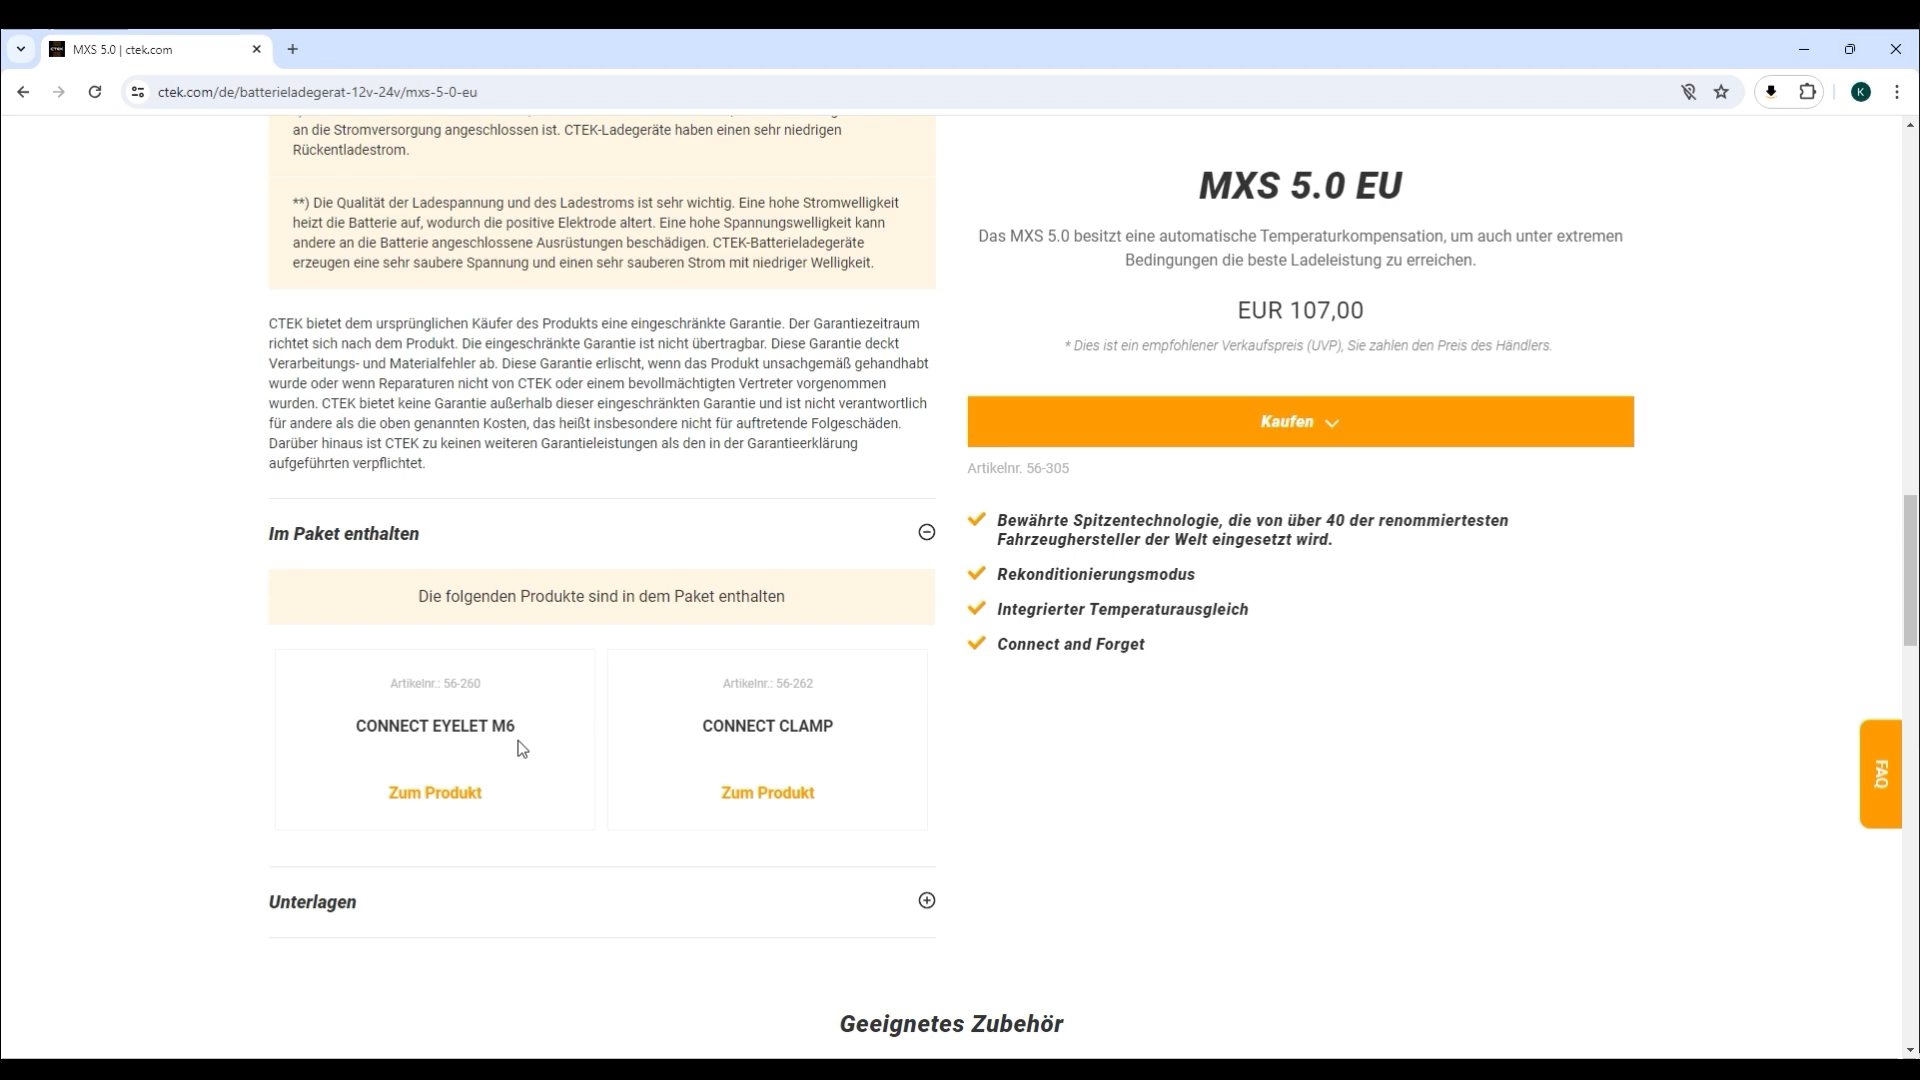 MXS 5.0 | ctek.com
ctek.com/de/batterieladegerat-12v-24v/mxs-5-0-eu
K
an die Stromversorgung angeschlossen ist. CTEK-Ladegeräte haben einen sehr niedrigen
Rückentladestrom.
**) Die Qualität der Ladespannung und des Ladestroms ist sehr wichtig. Eine hohe Stromwelligkeit
heizt die Batterie auf, wodurch die positive Elektrode altert. Eine hohe Spannungswelligkeit kann
andere an die Batterie angeschlossene Ausrüstungen beschädigen. CTEK-Batterieladegeräte
erzeugen eine sehr saubere Spannung und einen sehr sauberen Strom mit niedriger Welligkeit.
CTEK bietet dem ursprünglichen Käufer des Produkts eine eingeschränkte Garantie. Der Garantiezeitraum
richtet sich nach dem Produkt. Die eingeschränkte Garantie ist nicht übertragbar. Diese Garantie deckt
Verarbeitungs- und Materialfehler ab. Diese Garantie erlischt, wenn das Produkt unsachgemäß gehandhabt
wurde oder wenn Reparaturen nicht von CTEK oder einem bevollmächtigten Vertreter vorgenommen
wurden. CTEK bietet keine Garantie außerhalb dieser eingeschränkten Garantie und ist nicht verantwortlich
für andere als die oben genannten Kosten, das heißt insbesondere nicht für auftretende Folgeschäden.
Darüber hinaus ist CTEK zu keinen weiteren Garantieleistungen als den in der Garantieerklärung
aufgeführten verpflichtet.
Im Paket enthalten
Die folgenden Produkte sind in dem Paket enthalten
Artikelnr.: 56-260
CONNECT EYELET M6
Zum Produkt
Artikelnr.: 56-262
CONNECT CLAMP
Zum Produkt
Unterlagen
MXS 5.0 EU
Das MXS 5.0 besitzt eine automatische Temperaturkompensation, um auch unter extremen
Bedingungen die beste Ladeleistung zu erreichen.
EUR 107,00
* Dies ist ein empfohlener Verkaufspreis (UVP), Sie zahlen den Preis des Händlers.
Kaufen
Artikelnr. 56-305
Bewährte Spitzentechnologie, die von über 40 der renommiertesten
Fahrzeughersteller der Welt eingesetzt wird.
Rekonditionierungsmodus
Integrierter Temperaturausgleich
Connect and Forget
FAQ
Geeignetes Zubehör